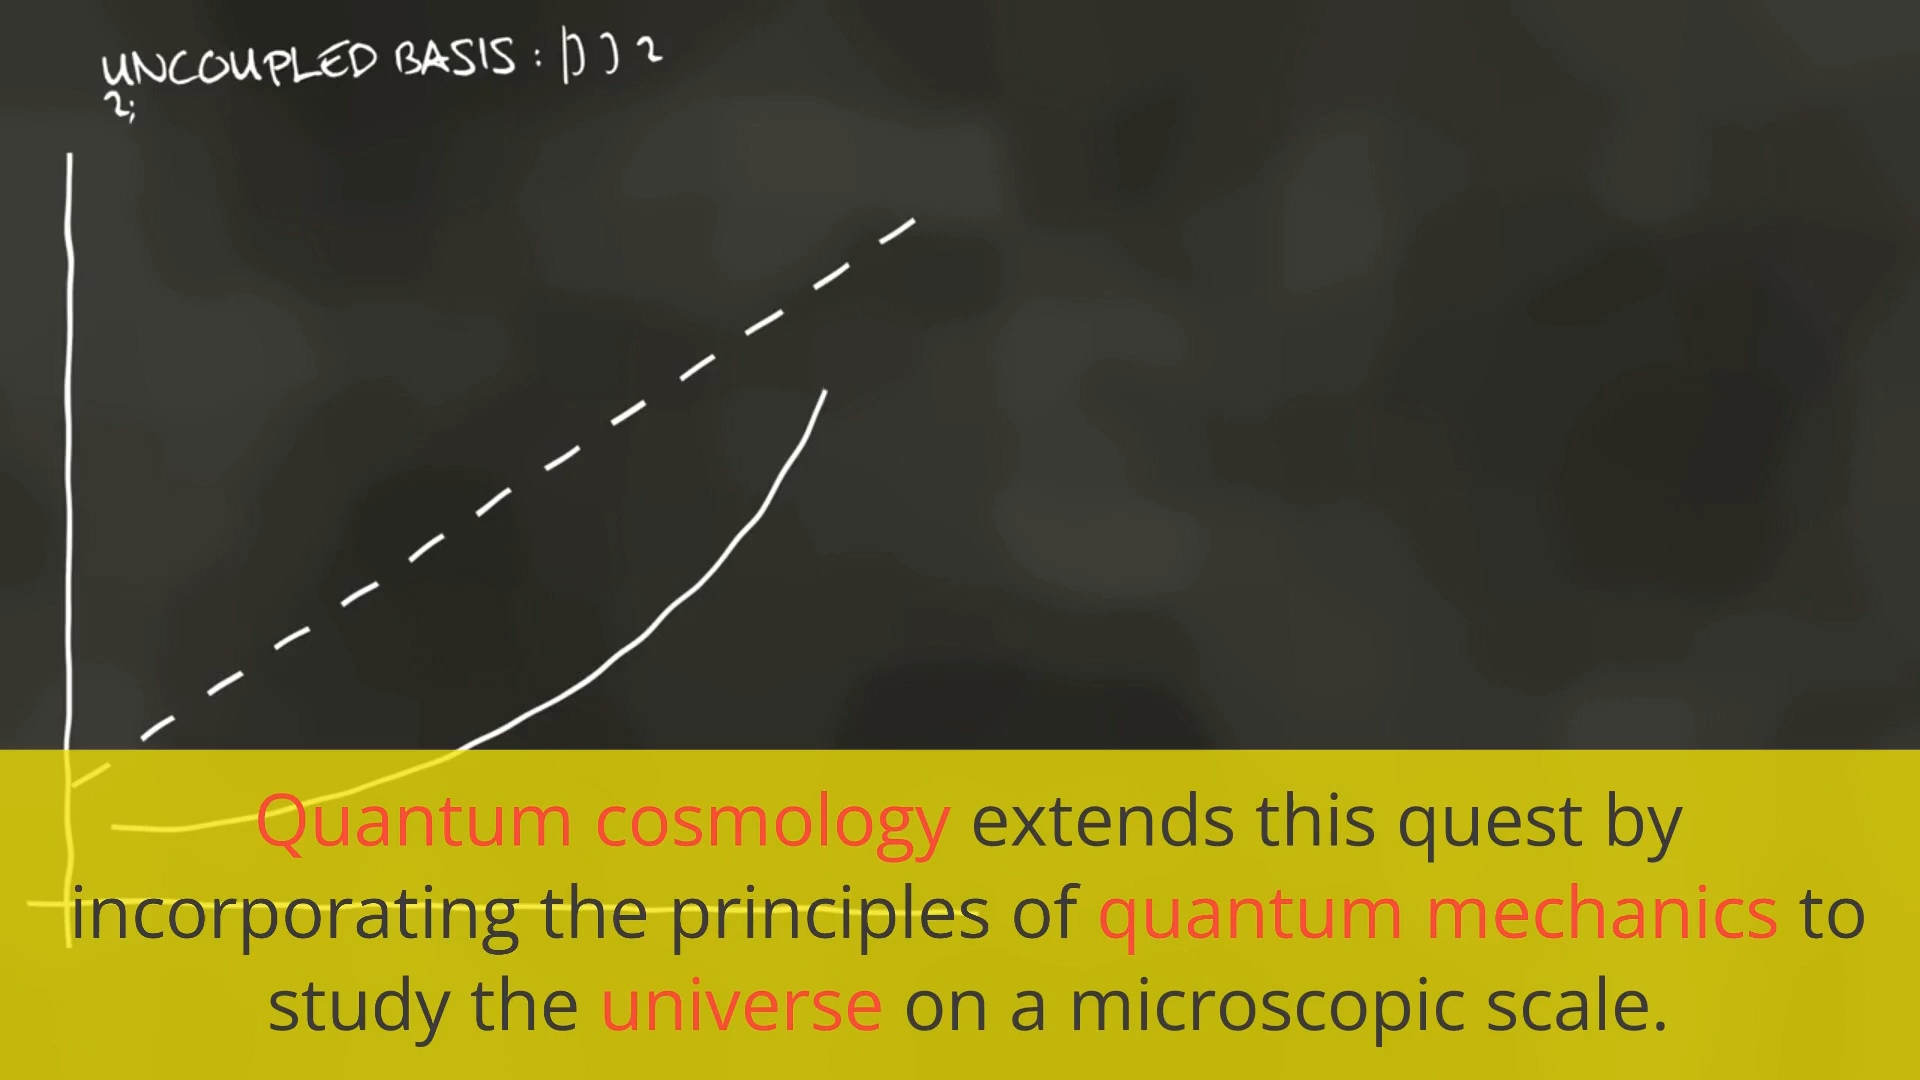 UNCOUPLED BASIS :
Quantum cosmology extends this quest by
incorporating the principles of quantum mechanics to
study the universe on a microscopic scale.